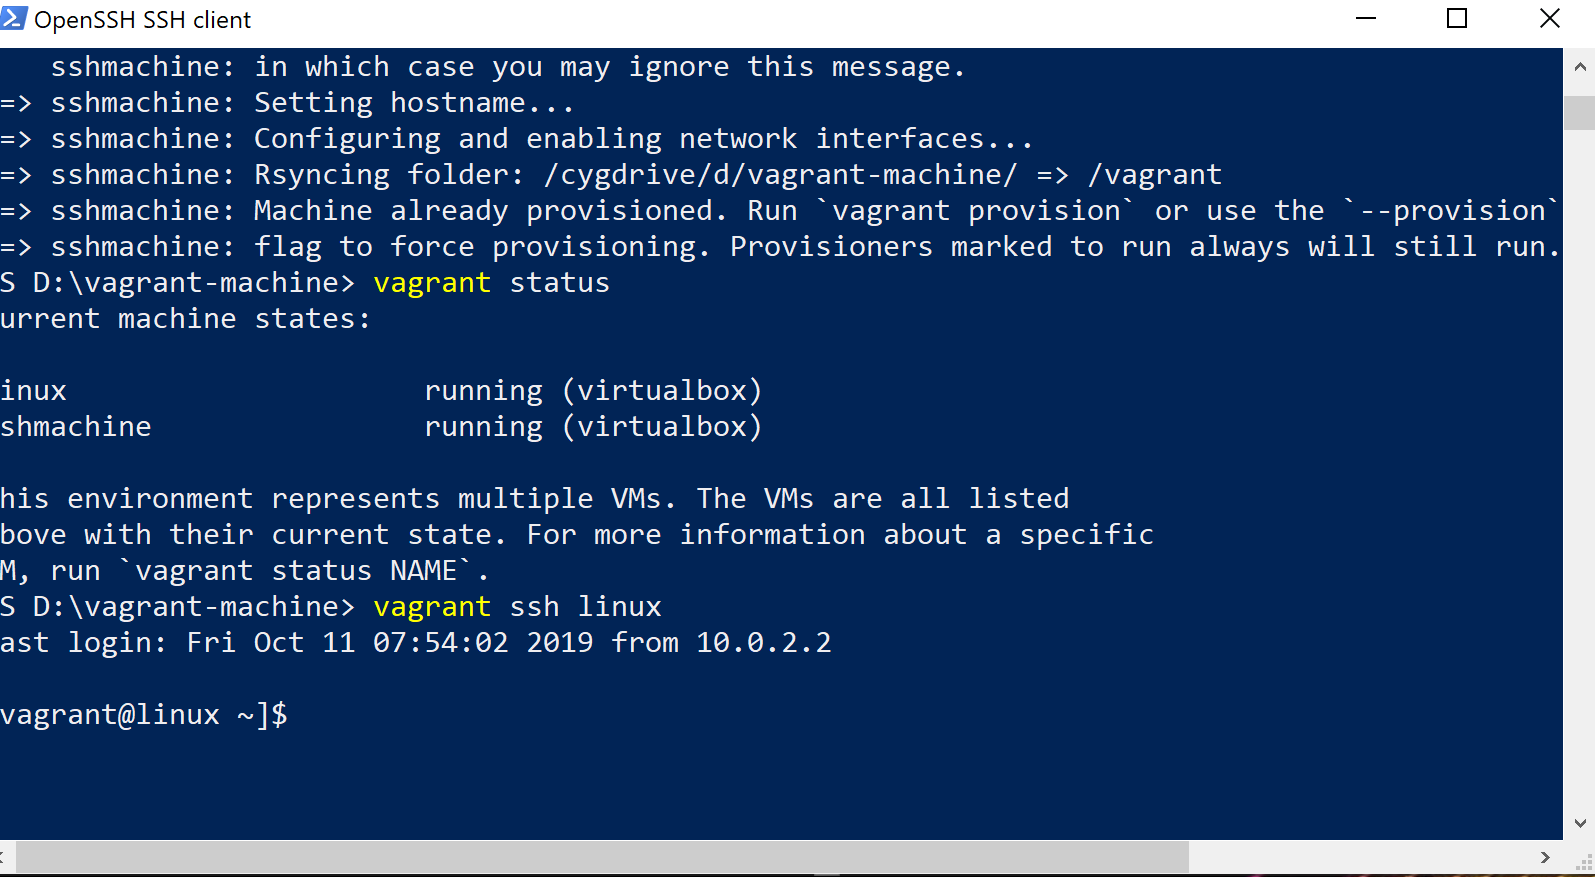 OpenSSH SSH client
sshmachine: in which case you may ignore this message.
=> sshmachine: Setting hostname...
=> sshmachine: Configuring and enabling network interfaces...
=> sshmachine: Rsyncing folder: /cygdrive/d/vagrant-machine/ => /vagrant
=> sshmachine: Machine already provisioned. Run `vagrant provision` or use the `--provision`
=> sshmachine: flag to force provisioning. Provisioners marked to run always will still run.
S D:\vagrant-machine> vagrant status
urrent machine states:
inux running (virtualbox)
shmachine running (virtualbox)
his environment represents multiple VMs. The VMs are all listed
bove with their current state. For more information about a specific
M, run `vagrant status NAME`.
S D:\vagrant-machine> vagrant ssh linux
ast login: Fri Oct 11 07:54:02 2019 from 10.0.2.2
vagrant@linux ~]$